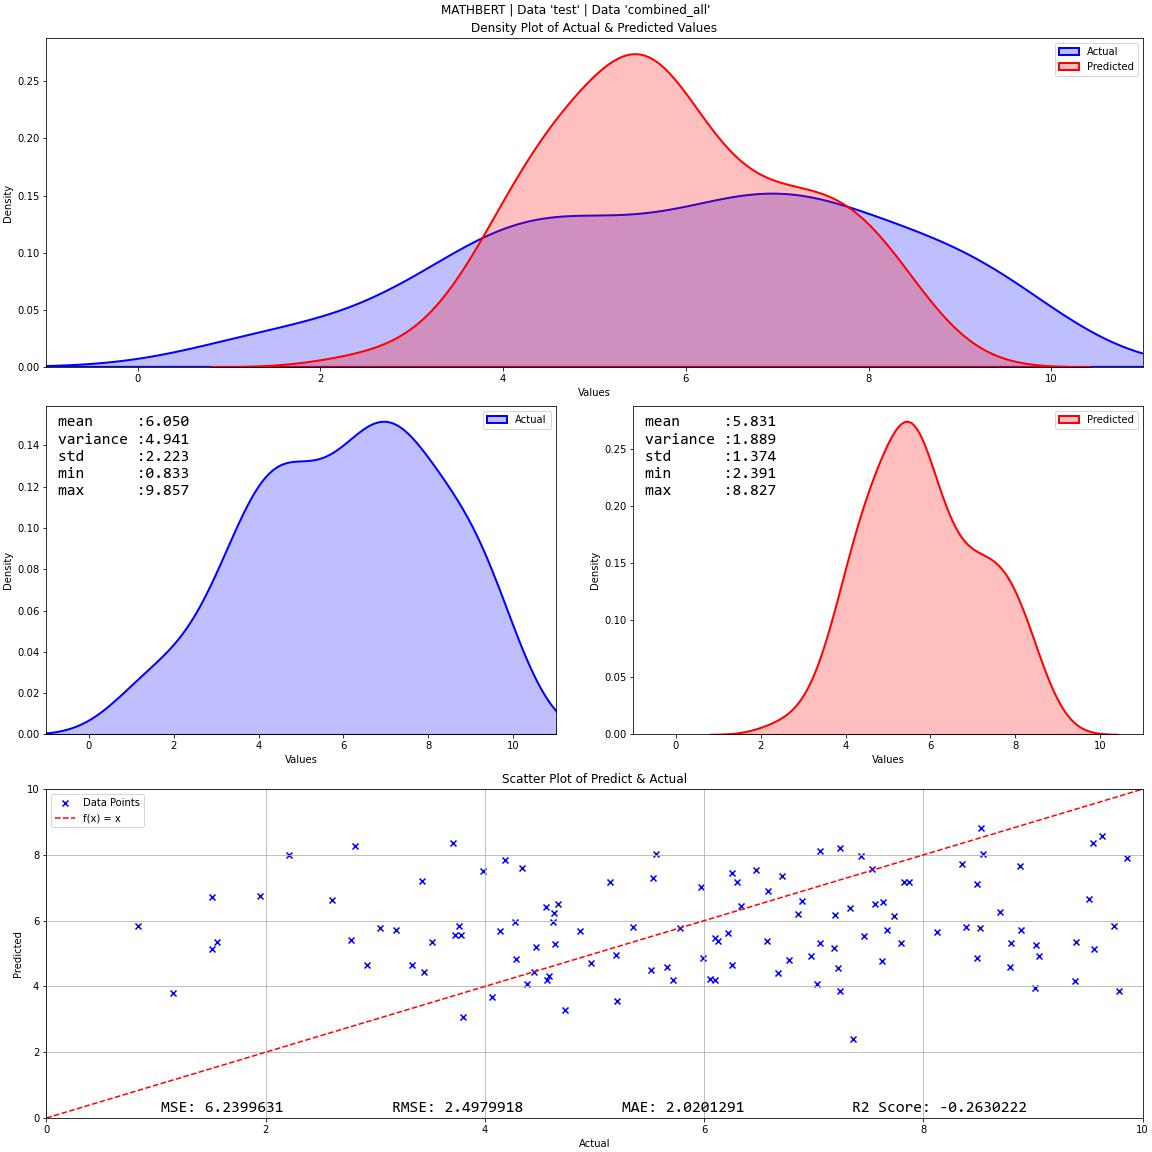 MATHBERT | Data 'test' | Data 'combined_all'
Density Plot of Actual & Predicted Values
Actual
Predicted
0.25
0.20
0.15
0.10
0.05
0.00
Density
0 2 4 6 8 10
Values
mean :6.050
variance :4.941
std :2.223
min :0.833
max :9.857
Actual
0.14
0.12
0.10
0.08
0.06
0.04
0.02
0.00
Density
0 2 4 6 8 10
Values
mean :5.831
variance :1.889
std :1.374
min :2.391
max :8.827
Predicted
0.25
0.20
0.15
0.10
0.05
0.00
Density
0 2 4 6 8 10
Values
Scatter Plot of Predict & Actual
Data Points
f(x) = x
10
8
6
4
2
0
Predicted
MSE: 6.2399631 RMSE: 2.4979918 MAE: 2.0201291 R2 Score: -0.2630222
0 2 4 6 8 10
Actual